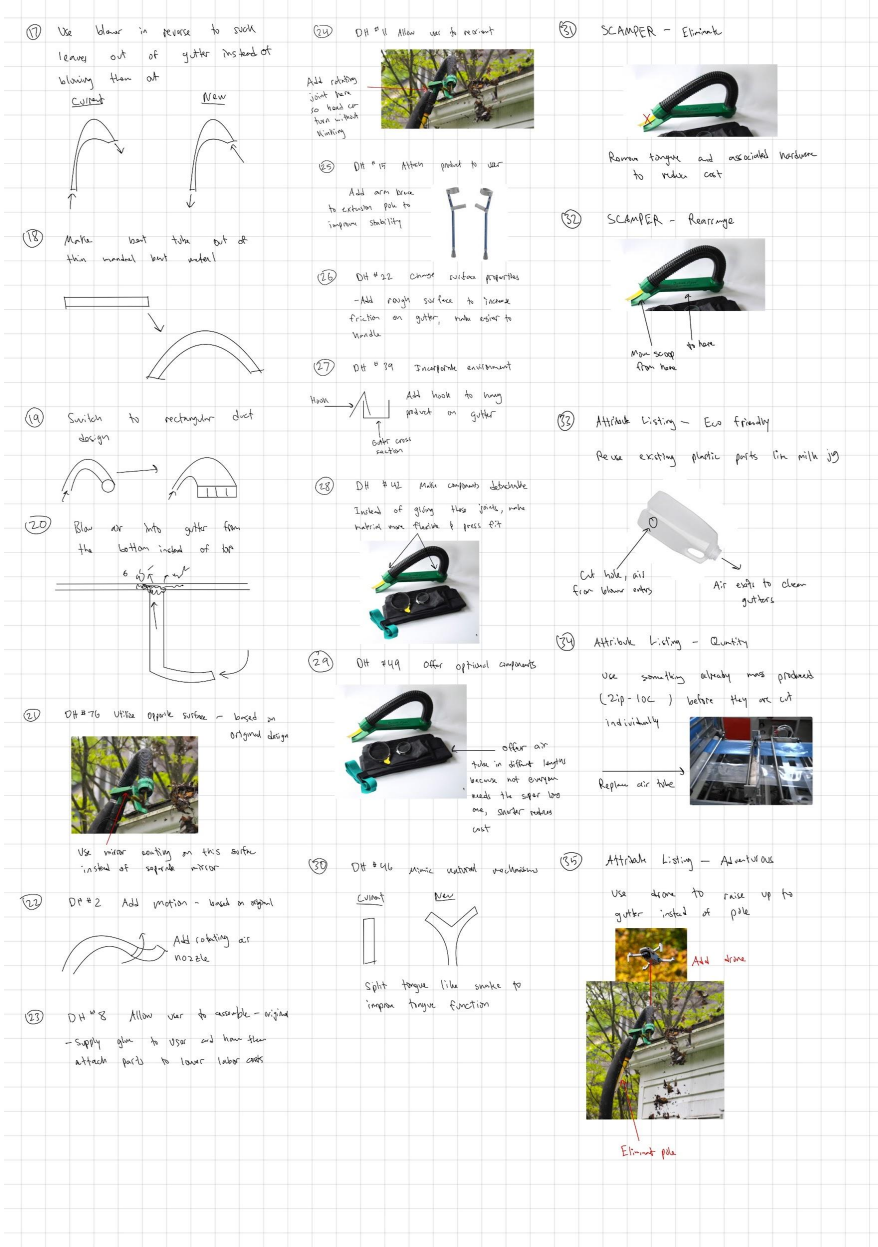 17 Use blower in reverse to suck
leaves out of gutter instead of
blowing them out
Current New
18 Make bent tube out of
thin mandrel bent metal
19 Switch to rectangular duct
design
20 Blow air into gutter from
the bottom instead of top
21 DH #76 Utilize opposite surface - based on
original design
Use mirror coating on this surface
instead of separate mirror
22 DH #2 Add motion - based on original
Add rotating air
nozzle
23 DH #8 Allow user to assemble - original
- Supply glue to user and have them
attach parts to lower labor costs
24 DH #11 Allow user to reorient
Add rotating
joint here
so head can
turn without
kinking
25 DH #15 Attach product to user
Add arm brace
to extension pole to
improve stability
26 DH #22 Change surface properties
- Add rough surface to increase
friction on gutter, make easier to
handle
27 DH #39 Incorporate environment
Hook
Add hook to hang
product on gutter
Gutter cross
section
28 DH #42 Make components detachable
Instead of gluing these joints, make
material more flexible & press fit
29 DH #49 Offer optional components
offer air
tube in different lengths
because not everyone
needs the super long
one, shorter reduces
cost
30 DH #46 Mimic natural mechanisms
Current New
Split tongue like snake to
improve tongue function
31 SCAMPER - Eliminate
Remove tongue and associated hardware
to reduce cost
32 SCAMPER - Rearrange
Move scoop
from here
to here
33 Attribute Listing - Eco friendly
Reuse existing plastic parts like milk jug
Cut hole, air
from blower enters
Air exits to clean
gutters
34 Attribute Listing - Quantity
Use something already mass produced
(Zip-loc ) before they are cut
individually
Replace air tube
35 Attribute Listing - Adventurous
Use drone to raise up to
gutter instead of pole
Add drone
Eliminate pole